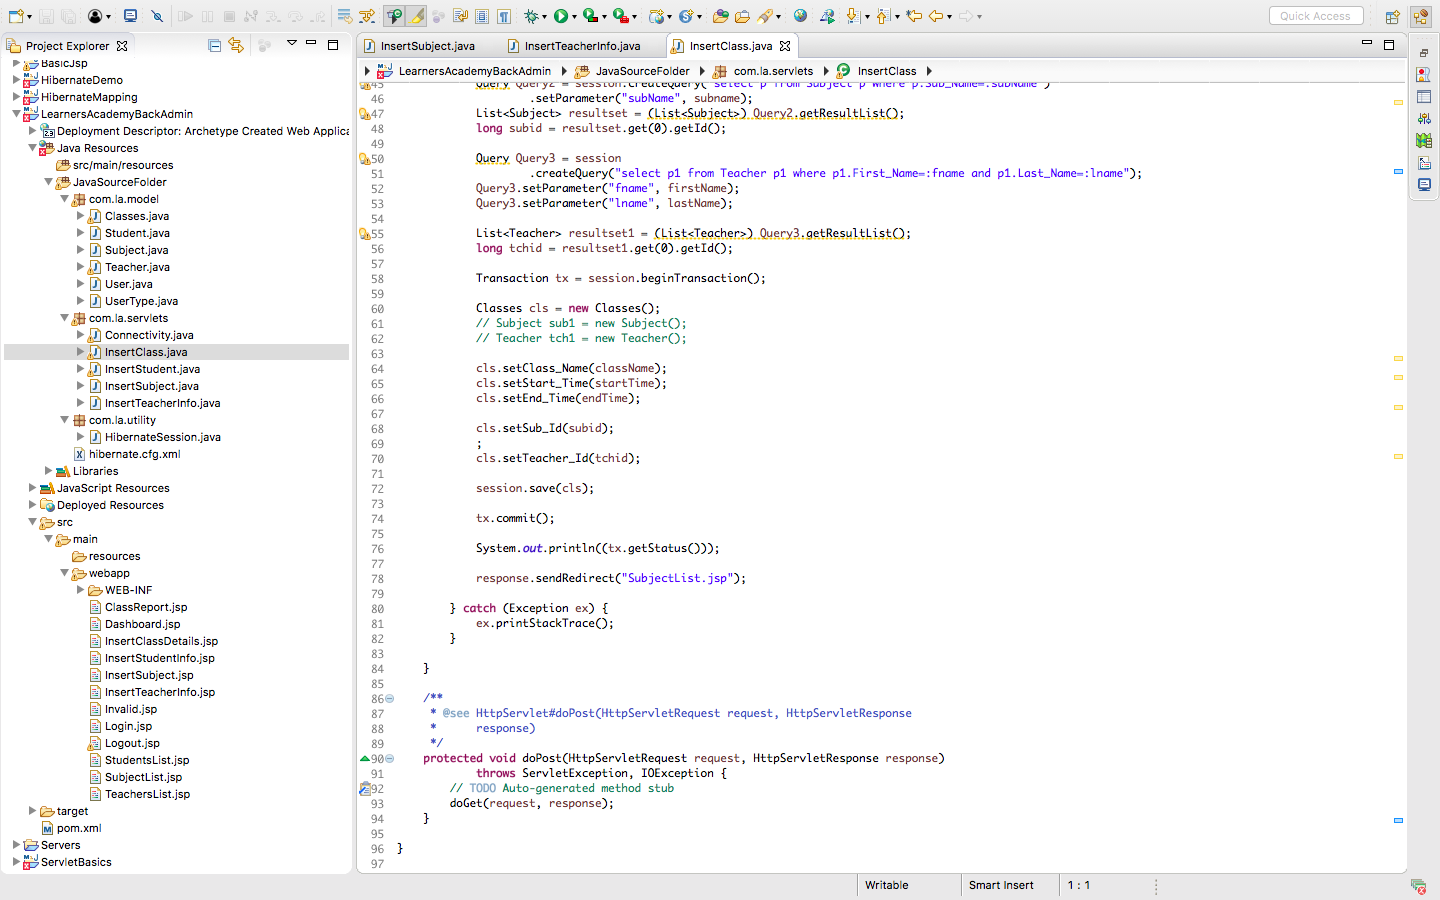 Quick Access
Project Explorer
BasicJsp
HibernateDemo
HibernateMapping
LearnersAcademyBackAdmin
Deployment Descriptor: Archetype Created Web Applica
Java Resources
src/main/resources
JavaSourceFolder
com.la.model
Classes.java
Student.java
Subject.java
Teacher.java
User.java
UserType.java
com.la.servlets
Connectivity.java
InsertClass.java
InsertStudent.java
InsertSubject.java
InsertTeacherInfo.java
com.la.utility
HibernateSession.java
hibernate.cfg.xml
Libraries
JavaScript Resources
Deployed Resources
src
main
resources
webapp
WEB-INF
ClassReport.jsp
Dashboard.jsp
InsertClassDetails.jsp
InsertStudentInfo.jsp
InsertSubject.jsp
InsertTeacherInfo.jsp
Invalid.jsp
Login.jsp
Logout.jsp
StudentsList.jsp
SubjectList.jsp
TeachersList.jsp
target
pom.xml
Servers
ServletBasics
InsertSubject.java InsertTeacherInfo.java InsertClass.java
LearnersAcademyBackAdmin JavaSourceFolder com.la.servlets InsertClass
45 Query Query2 = session.createQuery("select p from Subject p where p.Sub_Name=:subName")
46 .setParameter("subName", subname);
47 List<Subject> resultset = (List<Subject>) Query2.getResultList();
48 long subid = resultset.get(0).getId();
49
50 Query Query3 = session
51 .createQuery("select p1 from Teacher p1 where p1.First_Name=:fname and p1.Last_Name=:lname");
52 Query3.setParameter("fname", firstName);
53 Query3.setParameter("lname", lastName);
54
55 List<Teacher> resultset1 = (List<Teacher>) Query3.getResultList();
56 long tchid = resultset1.get(0).getId();
57
58 Transaction tx = session.beginTransaction();
59
60 Classes cls = new Classes();
61 // Subject sub1 = new Subject();
62 // Teacher tch1 = new Teacher();
63
64 cls.setClass_Name(className);
65 cls.setStart_Time(startTime);
66 cls.setEnd_Time(endTime);
67
68 cls.setSub_Id(subid);
69 ;
70 cls.setTeacher_Id(tchid);
71
72 session.save(cls);
73
74 tx.commit();
75
76 System.out.println((tx.getStatus()));
77
78 response.sendRedirect("SubjectList.jsp");
79
80 } catch (Exception ex) {
81 ex.printStackTrace();
82 }
83
84 }
85
86 /**
87 * @see HttpServlet#doPost(HttpServletRequest request, HttpServletResponse
88 * response)
89 */
90 protected void doPost(HttpServletRequest request, HttpServletResponse response)
91 throws ServletException, IOException {
92 // TODO Auto-generated method stub
93 doGet(request, response);
94 }
95
96 }
97
Writable Smart Insert 1 : 1